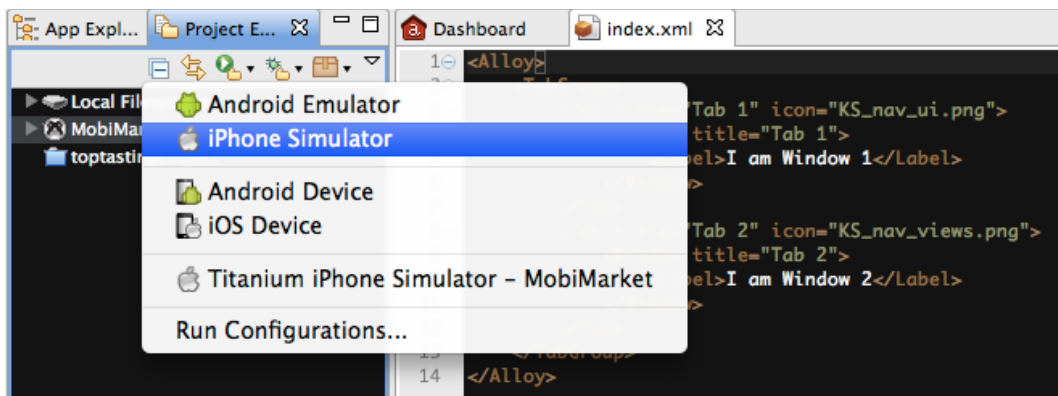 App Expl...
Project E...
Dashboard
index.xml
1 <Alloy>
Local Fil
MobiMar
toptastin
Android Emulator
iPhone Simulator
Android Device
iOS Device
Titanium iPhone Simulator – MobiMarket
Run Configurations...
"Tab 1" icon="KS_nav_ui.png">
title="Tab 1">
el>I am Window 1</Label>
>
"Tab 2" icon="KS_nav_views.png">
title="Tab 2">
el>I am Window 2</Label>
>
</TabGroup>
14 </Alloy>